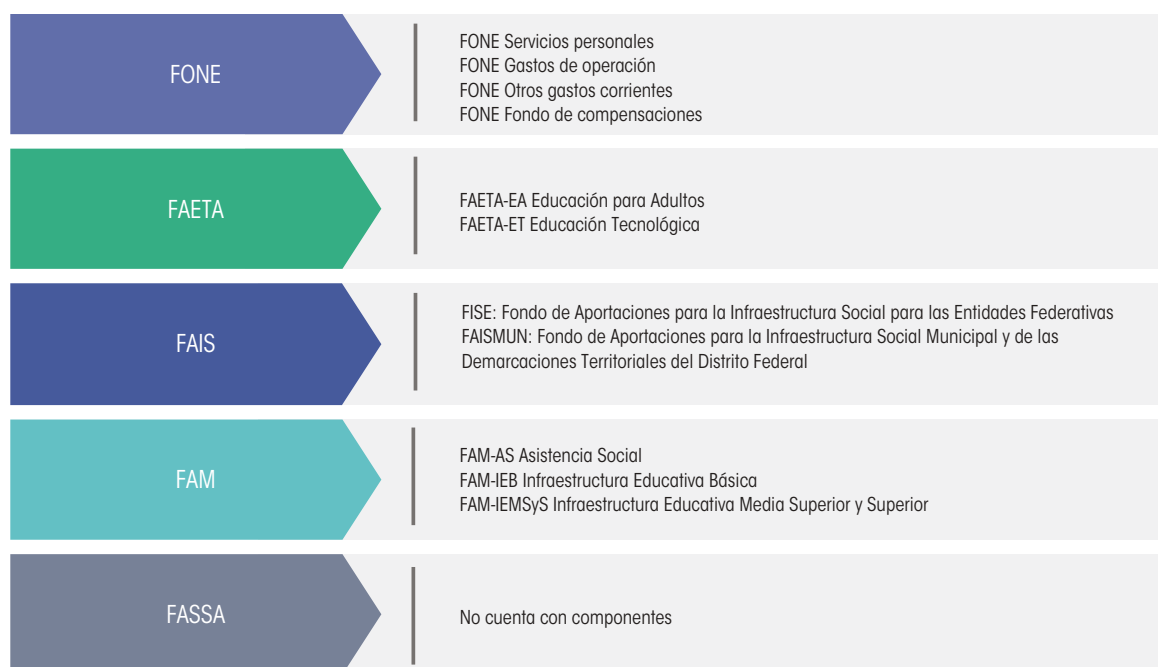 FONE
FONE Servicios personales
FONE Gastos de operación
FONE Otros gastos corrientes
FONE Fondo de compensaciones
FAETA
FAETA-EA Educación para Adultos
FAETA-ET Educación Tecnológica
FAIS
FISE: Fondo de Aportaciones para la Infraestructura Social para las Entidades Federativas
FAISMUN: Fondo de Aportaciones para la Infraestructura Social Municipal y de las
Demarcaciones Territoriales del Distrito Federal
FAM
FAM-AS Asistencia Social
FAM-IEB Infraestructura Educativa Básica
FAM-IEMSyS Infraestructura Educativa Media Superior y Superior
FASSA
No cuenta con componentes